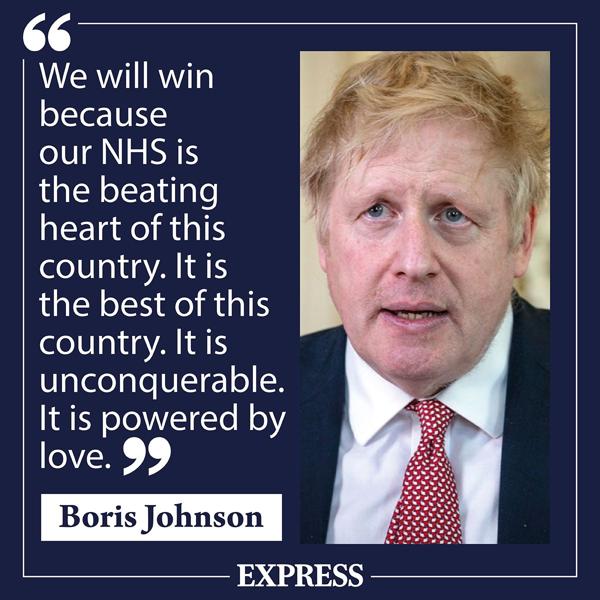 “
We will win
because
our NHS is
the beating
heart of this
country. It is
the best of this
country. It is
unconquerable.
It is powered by
love. ”
Boris Johnson
EXPRESS